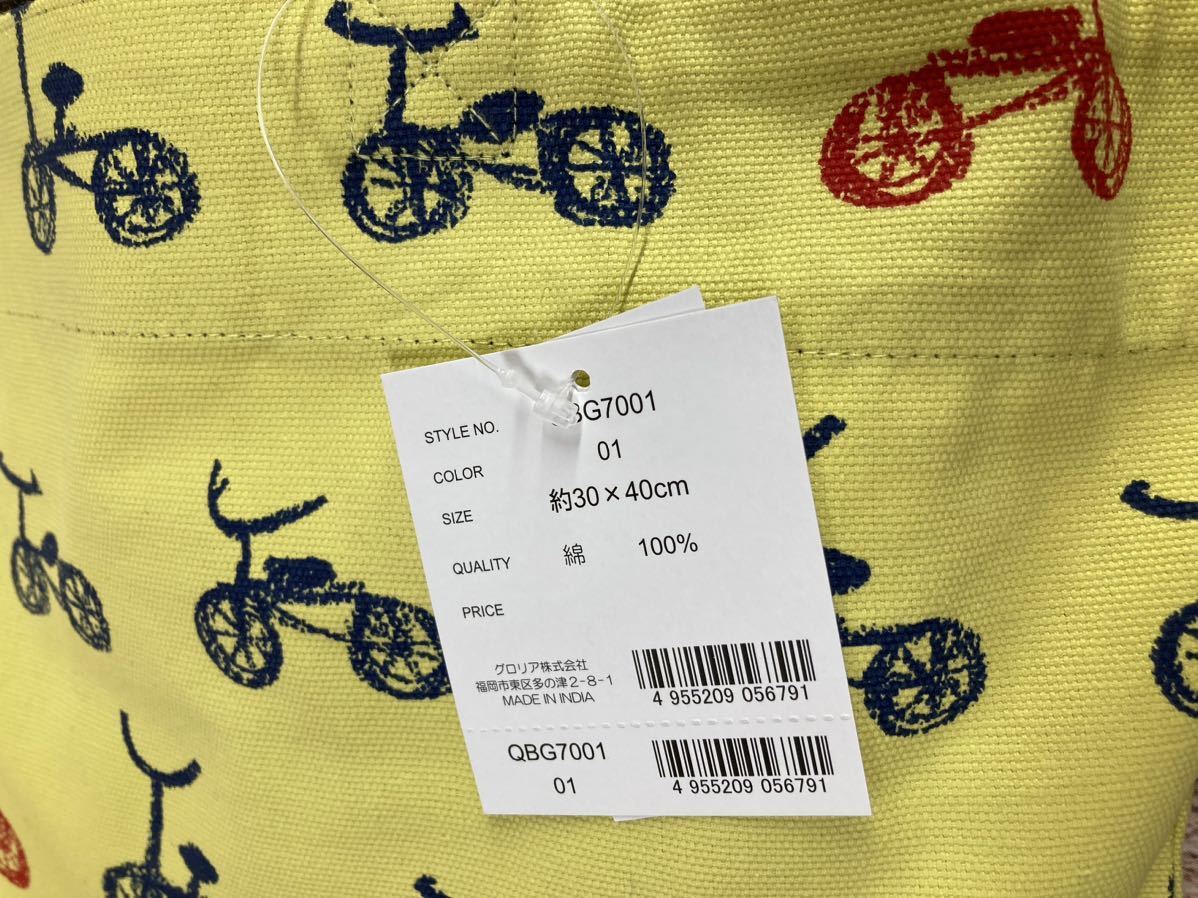 STYLE NO. QBG7001
COLOR 01
SIZE 約30×40cm
QUALITY 綿 100%
PRICE
グロリア株式会社
福岡市東区多の津2-8-1
MADE IN INDIA
4 955209 056791
QBG7001
01
4 955209 056791